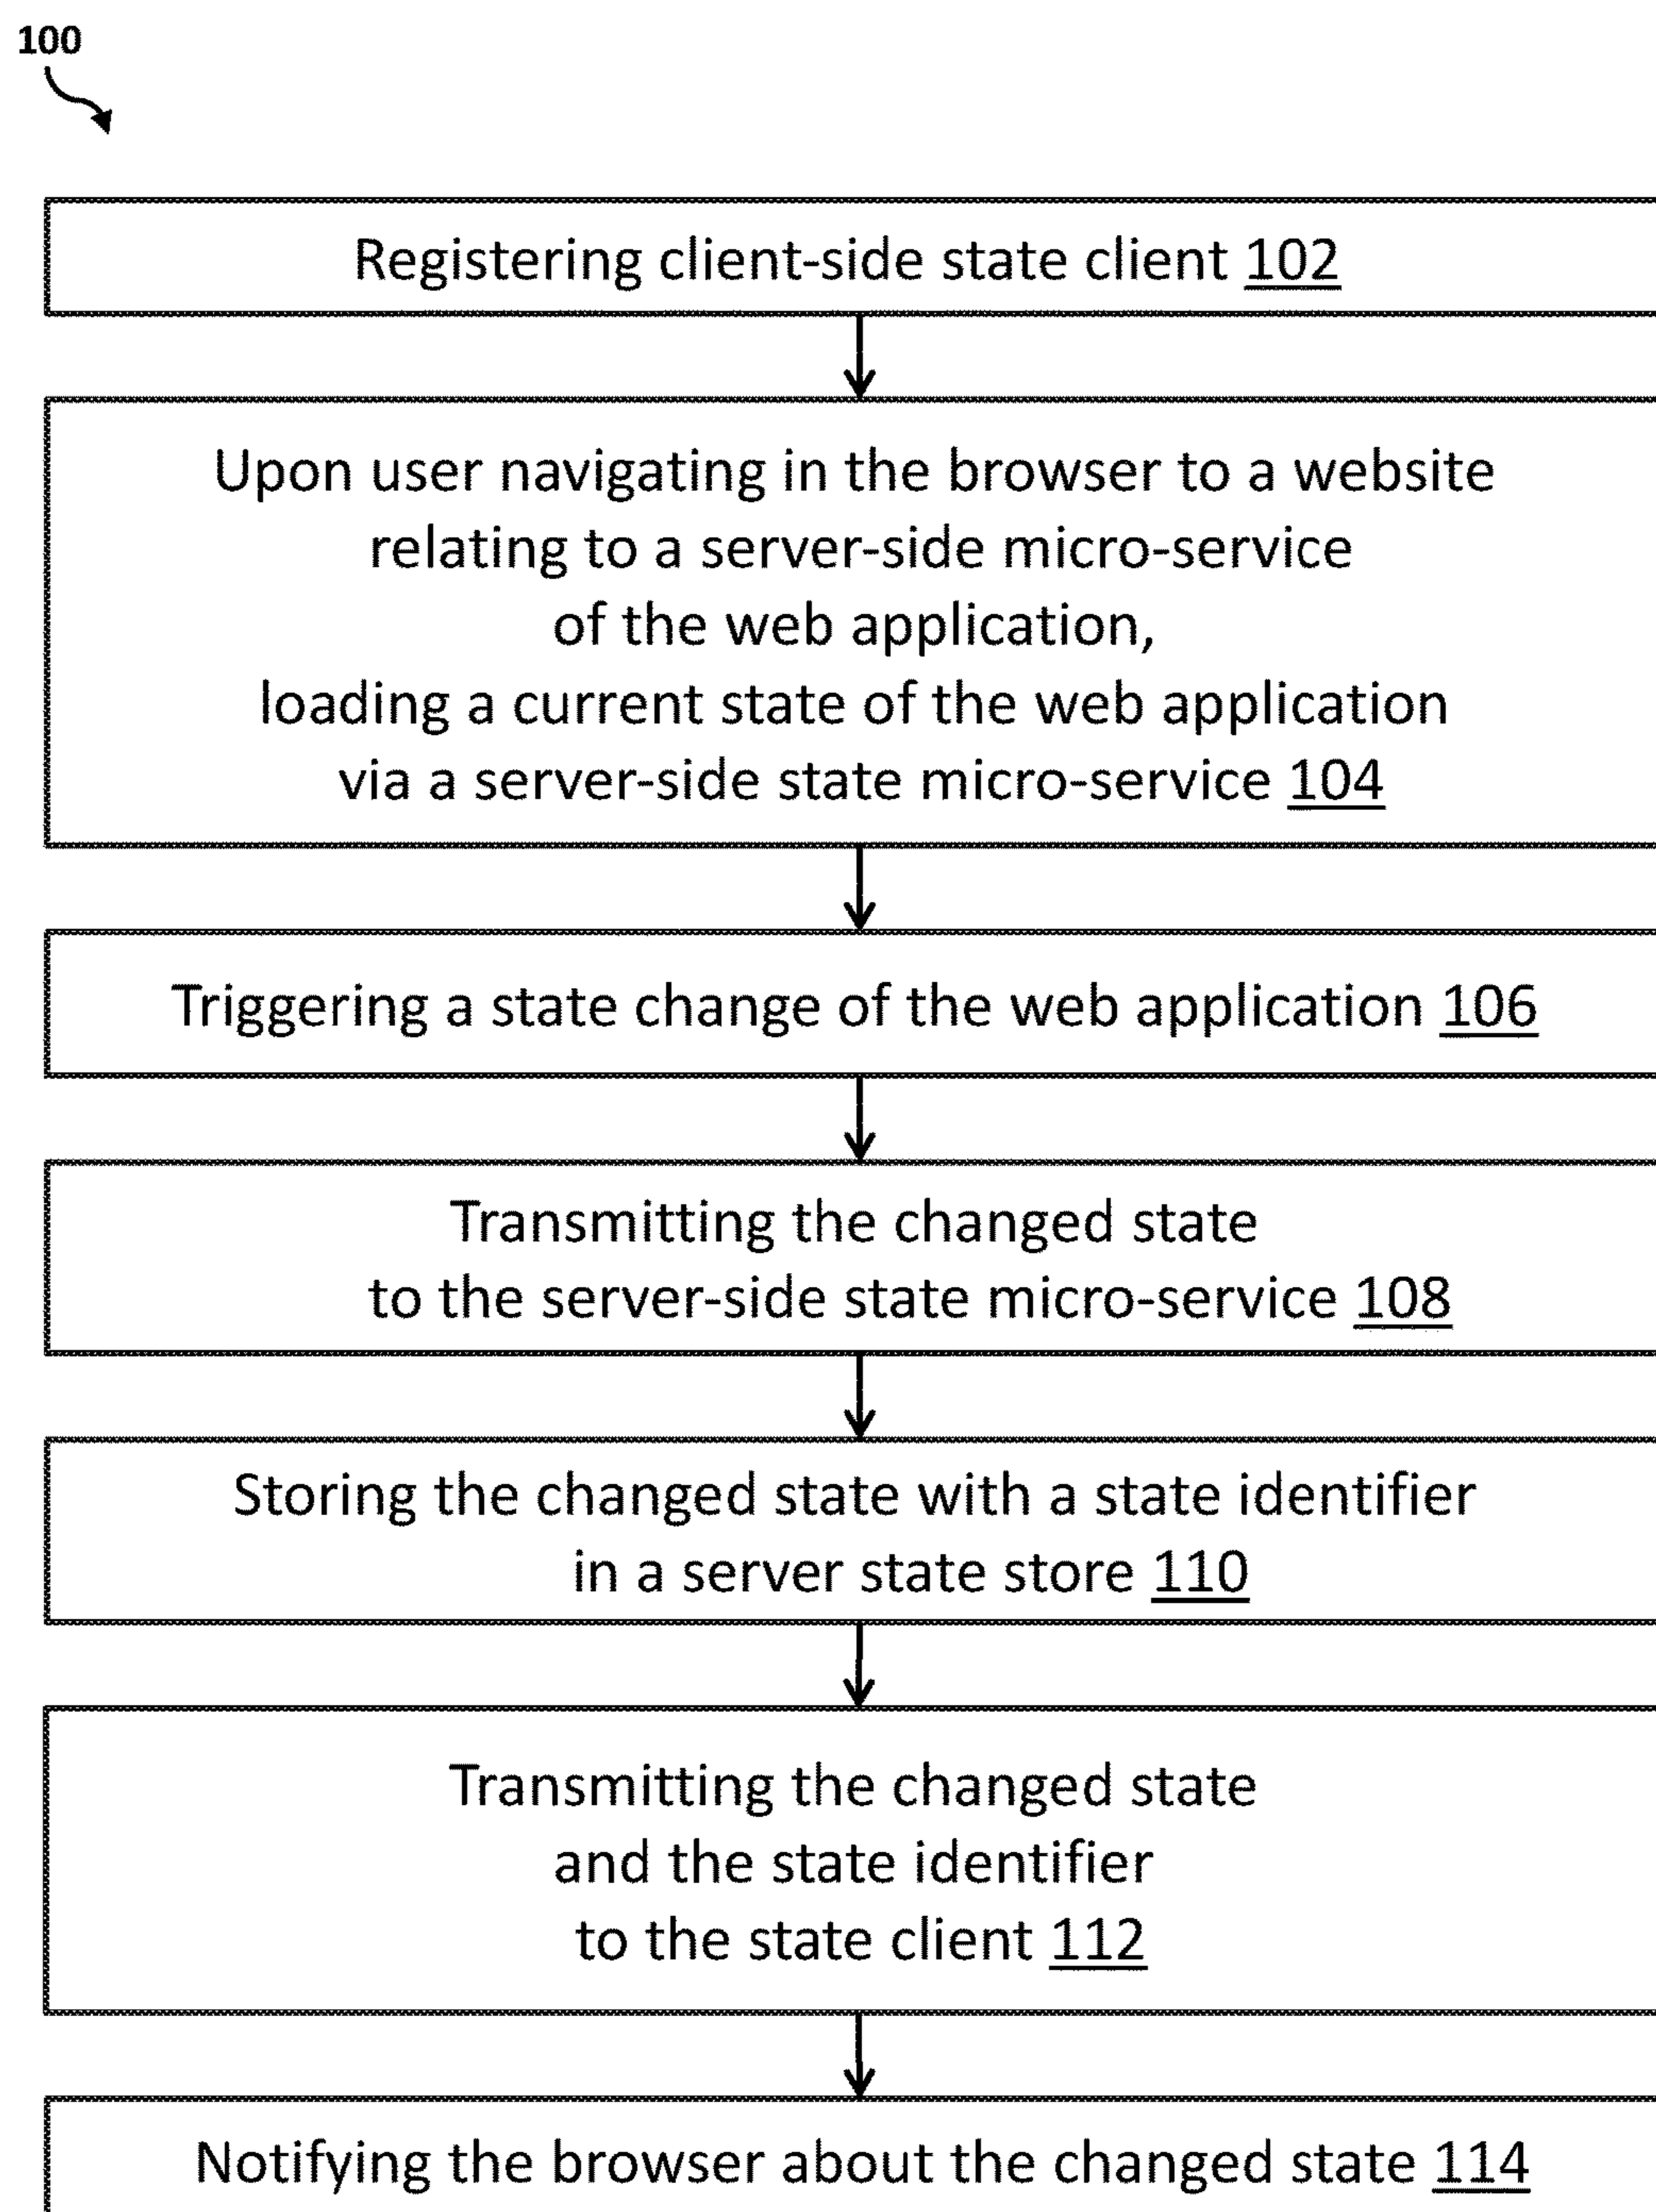 100
Registering client-side state client 102
Upon user navigating in the browser to a website
relating to a server-side micro-service
of the web application,
loading a current state of the web application
via a server-side state micro-service 104
Triggering a state change of the web application 106
Transmitting the changed state
to the server-side state micro-service 108
Storing the changed state with a state identifier
in a server state store 110
Transmitting the changed state
and the state identifier
to the state client 112
Notifying the browser about the changed state 114